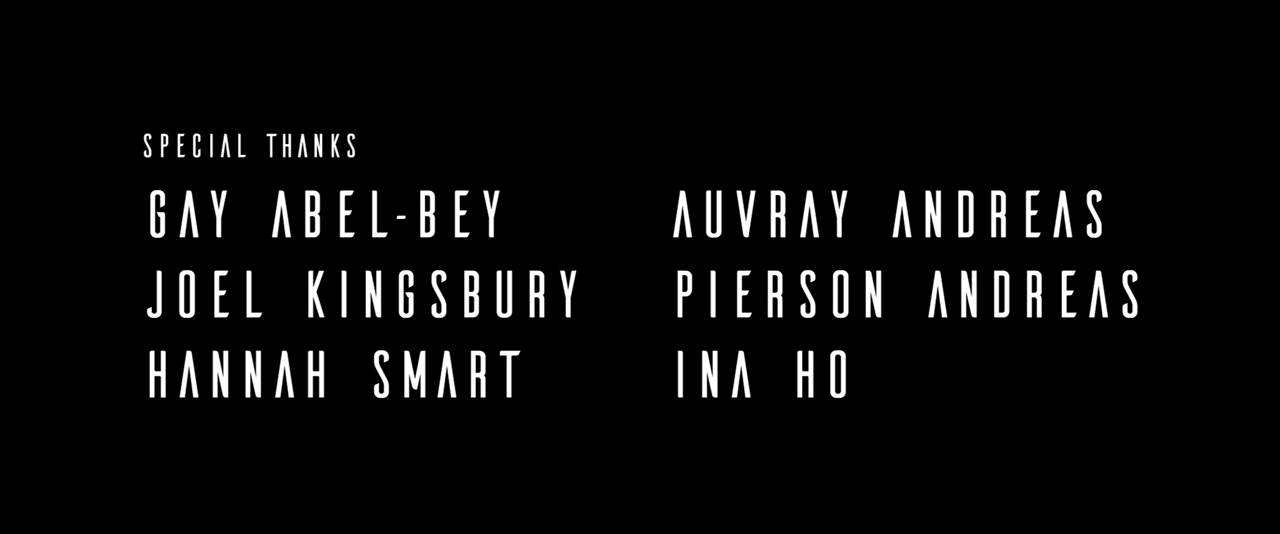 SPECIAL THANKS
GAY ABEL-BEY
JOEL KINGSBURY
HANNAH SMART
AUVRAY ANDREAS
PIERSON ANDREAS
INA HO